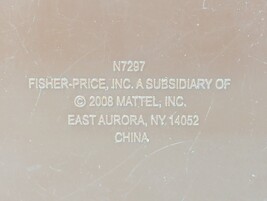 N7297
FISHER-PRICE, INC. A SUBSIDIARY OF
© 2008 MATTEL, INC.
EAST AURORA, NY 14052
CHINA